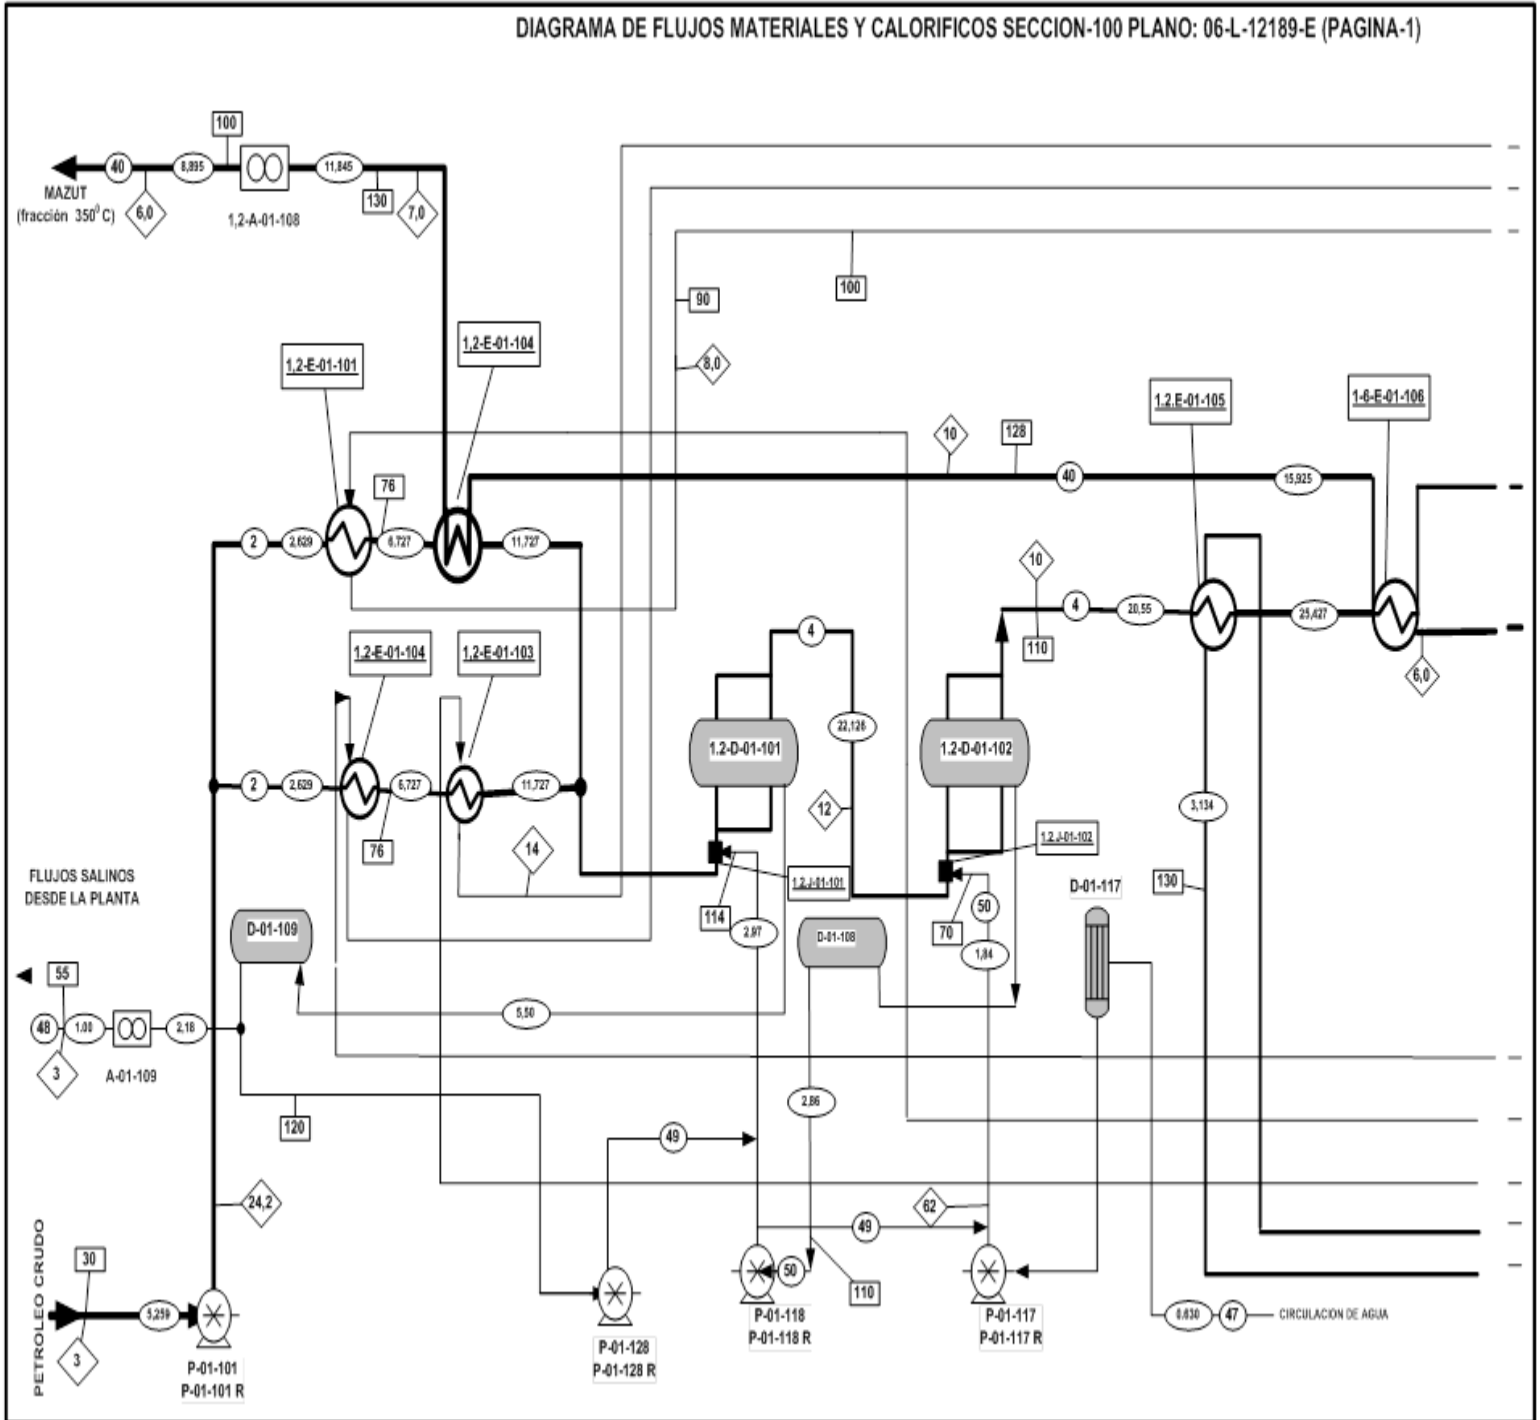 DIAGRAMA DE FLUJOS MATERIALES Y CALORIFICOS SECCION-100 PLANO: 06-L-12189-E (PAGINA-1)
100
40
8,895
11,845
MAZUT
(fracción 350⁰ C)
6,0
1,2-A-01-108
130
7,0
100
90
8,0
1,2-E-01-101
1,2-E-01-104
1.2.E-01-105
1-6-E-01-106
10
128
40
15,925
76
2
2,629
6,727
11,727
10
4
20,55
25,427
110
6,0
4
1.2-E-01-104
1,2-E-01-103
22,126
1.2-D-01-101
1.2-D-01-102
2
2,629
6,727
11,727
12
3,134
76
14
1.2.J-01-102
1.2.J-01-101
FLUJOS SALINOS
DESDE LA PLANTA
130
D-01-117
50
114
70
D-01-109
2,97
D-01-108
1,84
55
5,50
48
1.00
2,18
3
A-01-109
2,86
120
49
24,2
62
49
PETROLEO CRUDO
30
50
110
5,259
3
P-01-101
P-01-101 R
P-01-128
P-01-128 R
P-01-118
P-01-118 R
P-01-117
P-01-117 R
0.630
47
CIRCULACION DE AGUA